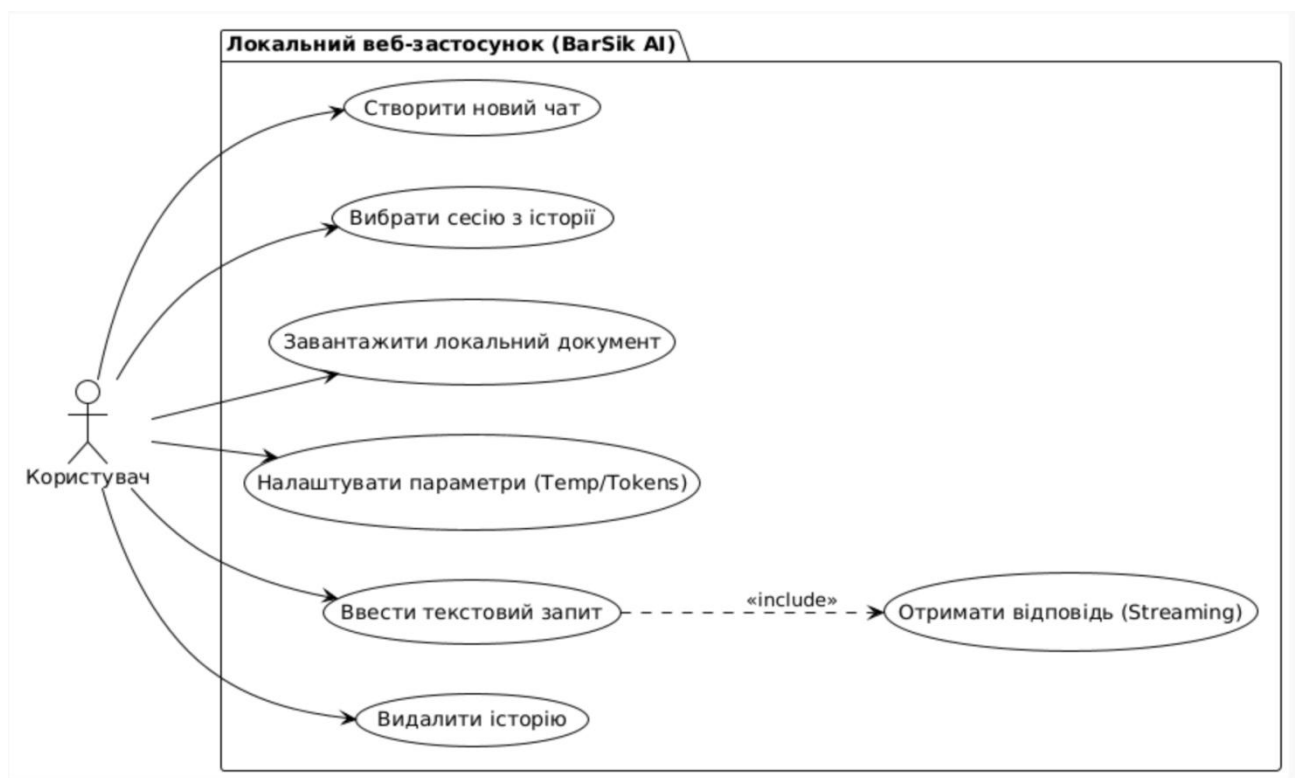 Локальний веб-застосунок (BarSik AI)
Створити новий чат
Вибрати сесію з історії
Завантажити локальний документ
Користувач
Налаштувати параметри (Temp/Tokens)
Ввести текстовий запит
«include»
Отримати відповідь (Streaming)
Видалити історію